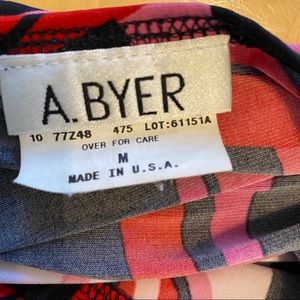 A.BYER
10 77Z48 475 LOT:61151A
OVER FOR CARE
M
MADE IN U.S.A.